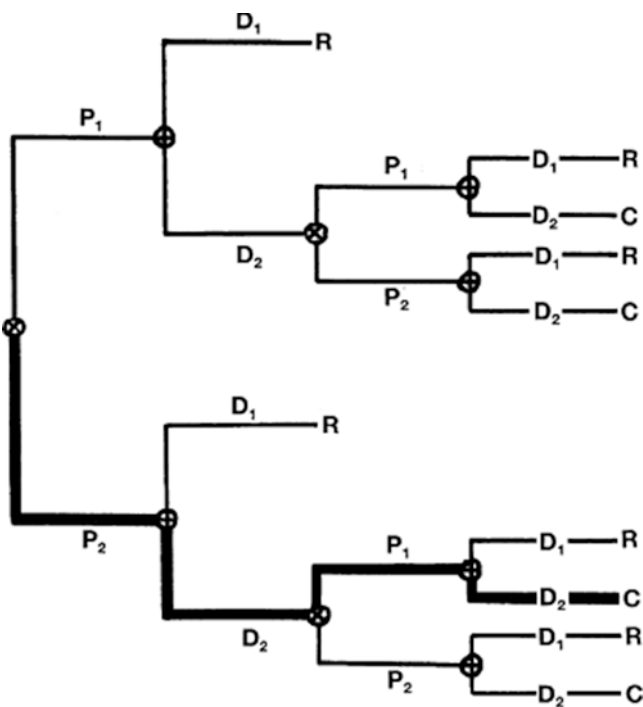 D₁ R
P₁
P₁ D₁ R
D₂ D₂ C
P₂ D₁ R
D₂ C
D₁ R
P₂
P₁ D₁ R
D₂ D₂ C
P₂ D₁ R
D₂ C